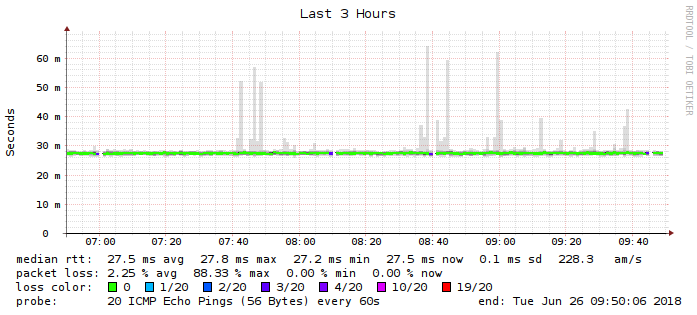 Last 3 Hours
RRDTOOL / TOBI OETIKER
Seconds
60 m
50 m
40 m
30 m
20 m
10 m
0
07:00 07:20 07:40 08:00 08:20 08:40 09:00 09:20 09:40
median rtt: 27.5 ms avg 27.8 ms max 27.2 ms min 27.5 ms now 0.1 ms sd 228.3 am/s
packet loss: 2.25 % avg 88.33 % max 0.00 % min 0.00 % now
loss color: 0 1/20 2/20 3/20 4/20 10/20 19/20
probe: 20 ICMP Echo Pings (56 Bytes) every 60s end: Tue Jun 26 09:50:06 2018